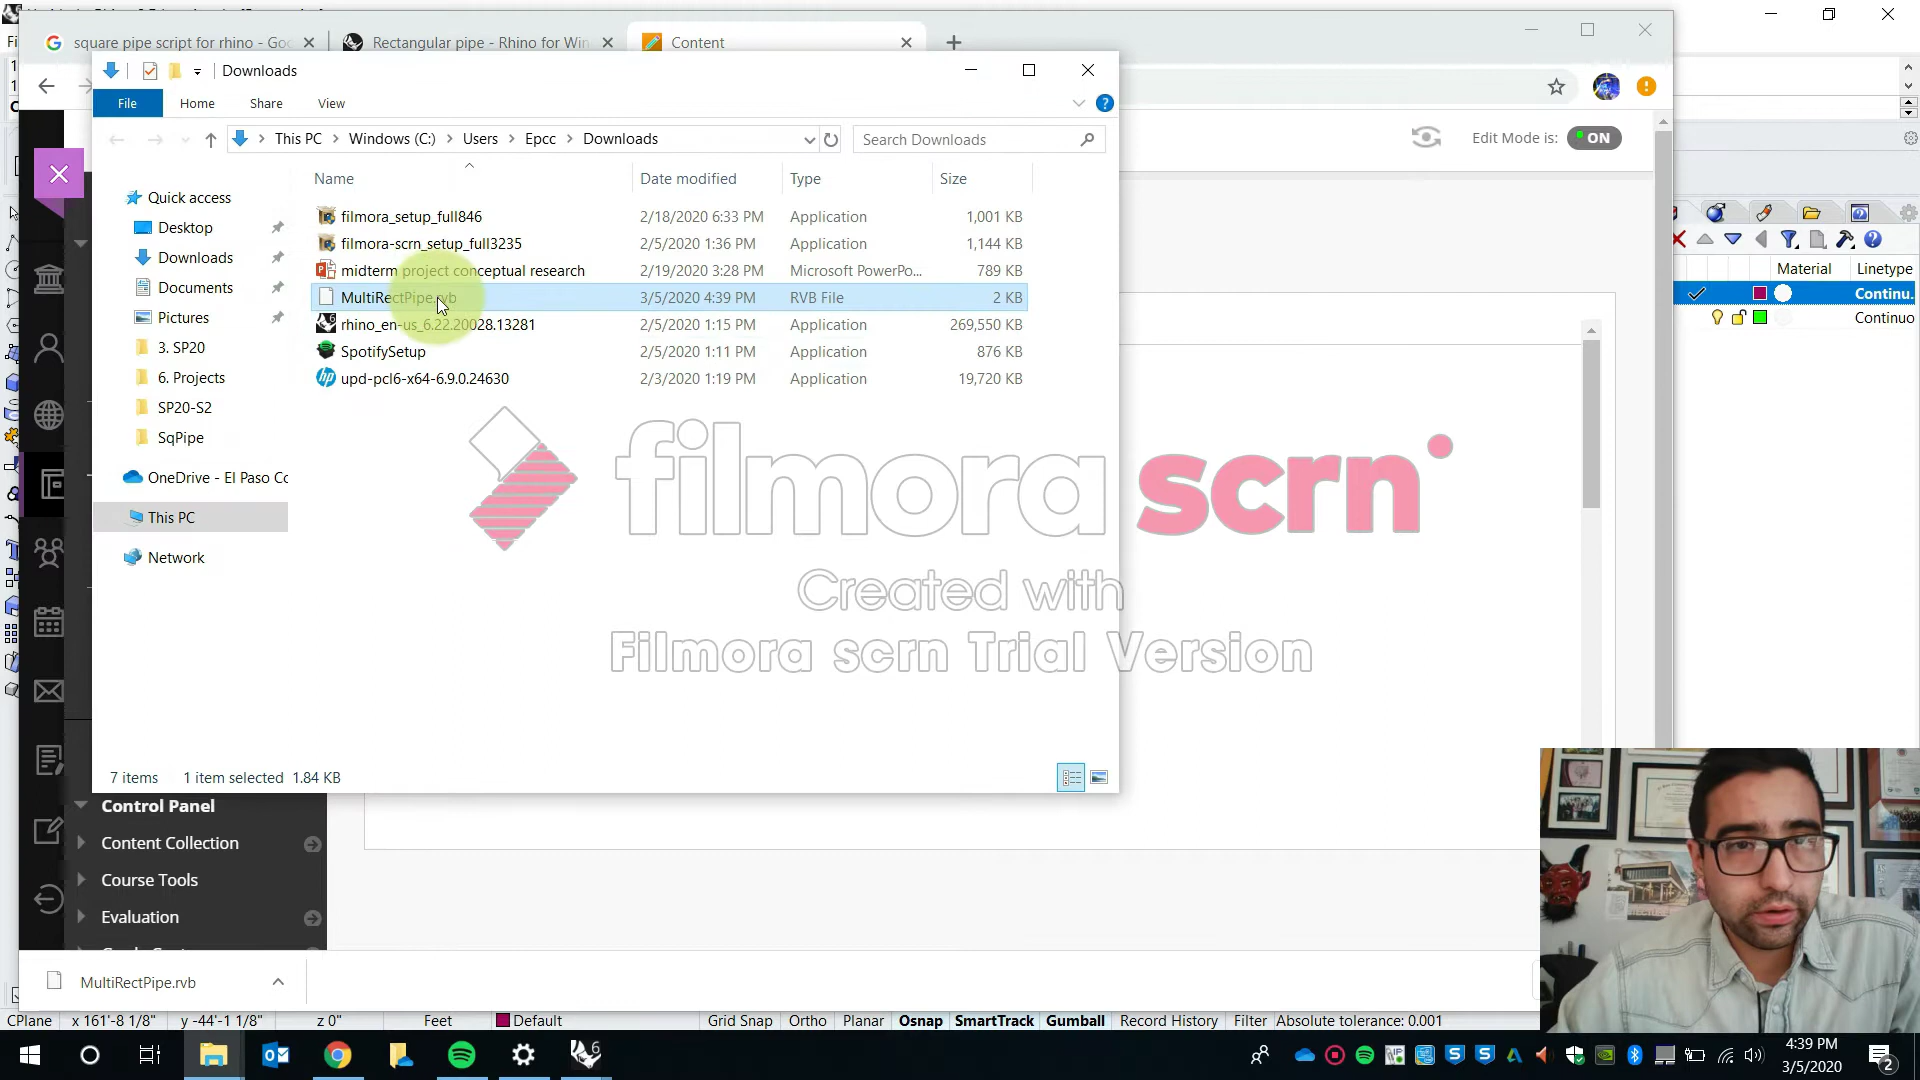 square pipe script for rhino - Goo
Rectangular pipe - Rhino for Win
Content
Downloads
File
Home
Share
View
This PC > Windows (C:) > Users > Epcc > Downloads
Search Downloads
Edit Mode is: ON
Name
Date modified
Type
Size
Quick access
Desktop
Downloads
Documents
Pictures
3. SP20
6. Projects
SP20-S2
SqPipe
OneDrive - El Paso Co
This PC
Network
filmora_setup_full846 2/18/2020 6:33 PM Application 1,001 KB
filmora-scrn_setup_full3235 2/5/2020 1:36 PM Application 1,144 KB
midterm project conceptual research 2/19/2020 3:28 PM Microsoft PowerPo... 789 KB
MultiRectPipe.rvb 3/5/2020 4:39 PM RVB File 2 KB
rhino_en-us_6.22.20028.13281 2/5/2020 1:15 PM Application 269,550 KB
SpotifySetup 2/5/2020 1:11 PM Application 876 KB
upd-pcl6-x64-6.9.0.24630 2/3/2020 1:19 PM Application 19,720 KB
Material
Linetype
Continu.
Continuo
filmora scrn
Created with
Filmora scrn Trial Version
7 items 1 item selected 1.84 KB
Control Panel
Content Collection
Course Tools
Evaluation
MultiRectPipe.rvb
CPlane x 161'-8 1/8" y -44'-1 1/8" z 0" Feet Default Grid Snap Ortho Planar Osnap SmartTrack Gumball Record History Filter Absolute tolerance: 0.001
4:39 PM
3/5/2020
2